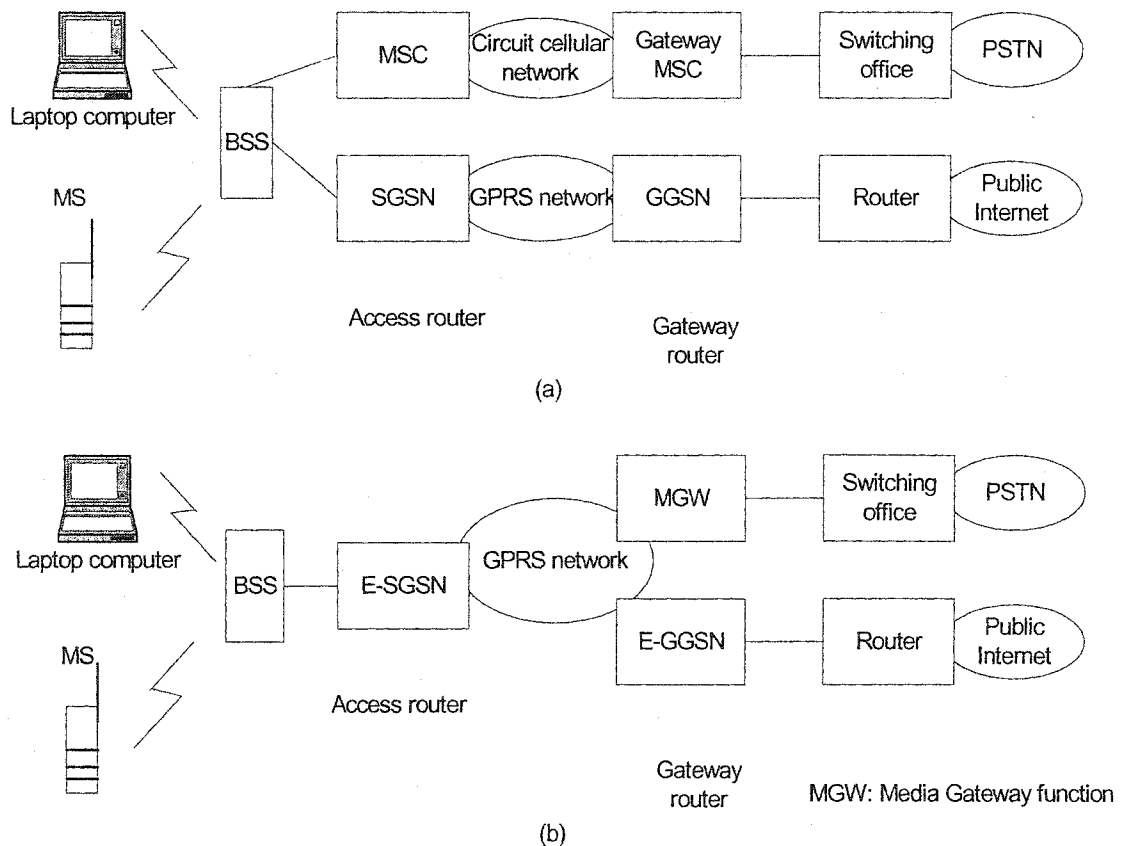 MSC
Circuit cellular
network
Gateway
MSC
Switching
office
PSTN
Laptop computer
BSS
MS
SGSN
GPRS network
GGSN
Router
Public
Internet
Access router
Gateway
router
(a)
MGW
Switching
office
PSTN
Laptop computer
BSS
E-SGSN
GPRS network
MS
E-GGSN
Router
Public
Internet
Access router
Gateway
router
MGW: Media Gateway function
(b)